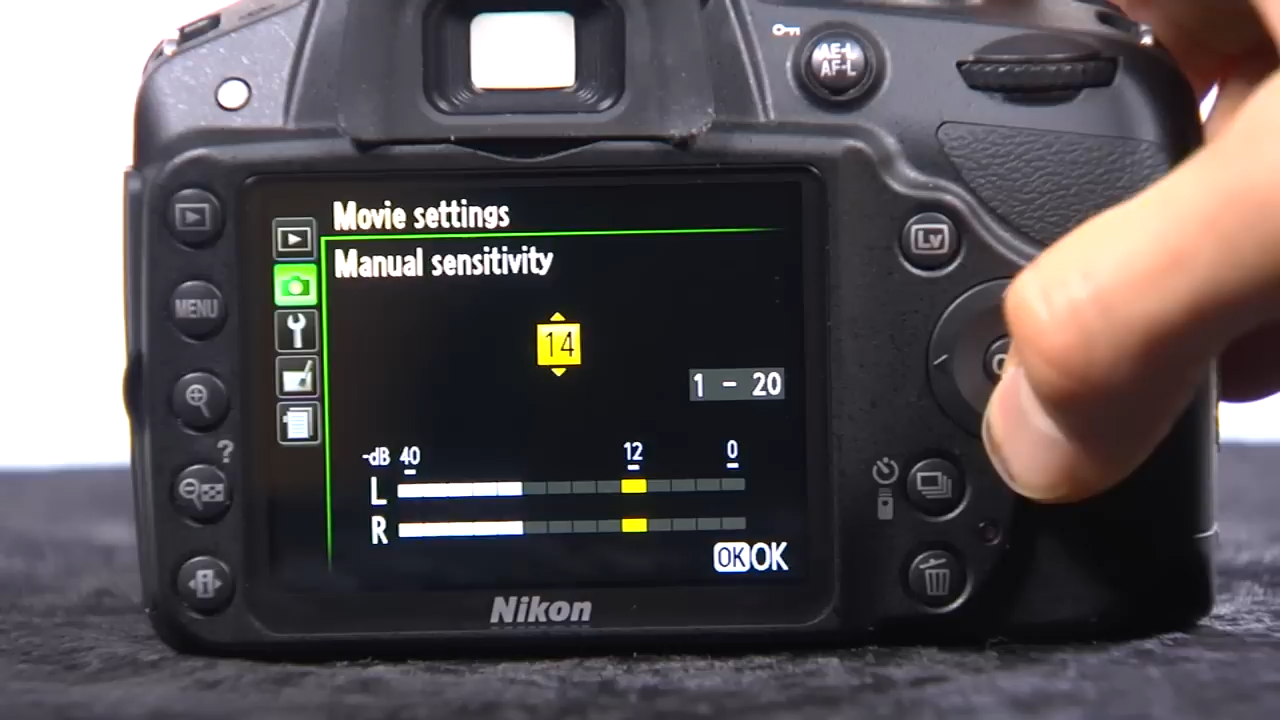 AE-L
AF-L
Lv
MENU
?
Movie settings
Manual sensitivity
14
1 - 20
-dB 40 12 0
L
R
OK OK
Nikon